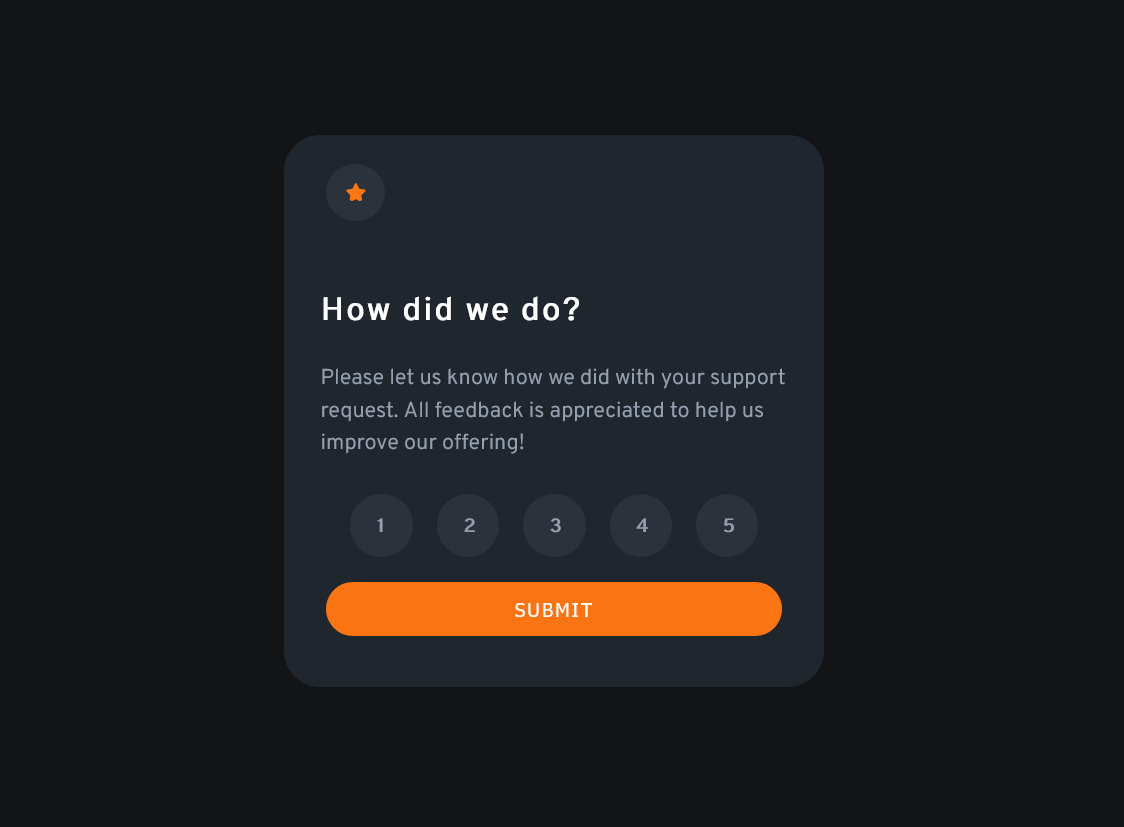 How did we do?
Please let us know how we did with your support
request. All feedback is appreciated to help us
improve our offering!
1 2 3 4 5
SUBMIT